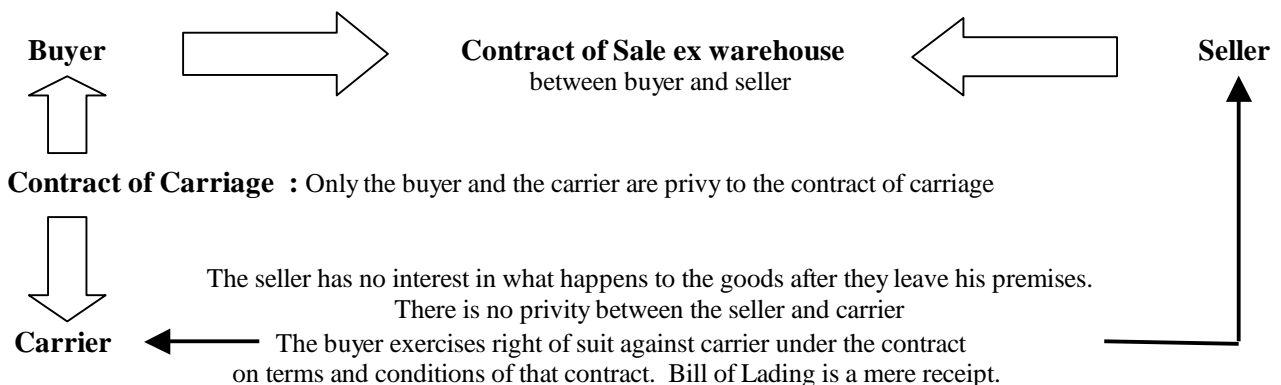 Buyer Contract of Sale ex warehouse Seller
between buyer and seller
Contract of Carriage : Only the buyer and the carrier are privy to the contract of carriage
The seller has no interest in what happens to the goods after they leave his premises.
There is no privity between the seller and carrier
Carrier The buyer exercises right of suit against carrier under the contract
on terms and conditions of that contract. Bill of Lading is a mere receipt.